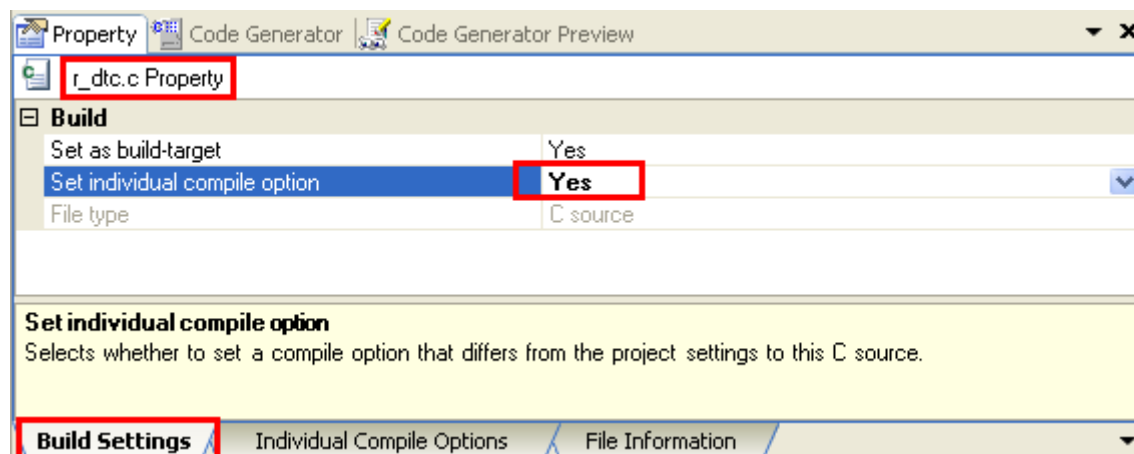 Property Code Generator Code Generator Preview
r_dtc.c Property
Build
Set as build-target Yes
Set individual compile option Yes
File type C source
Set individual compile option
Selects whether to set a compile option that differs from the project settings to this C source.
Build Settings Individual Compile Options File Information